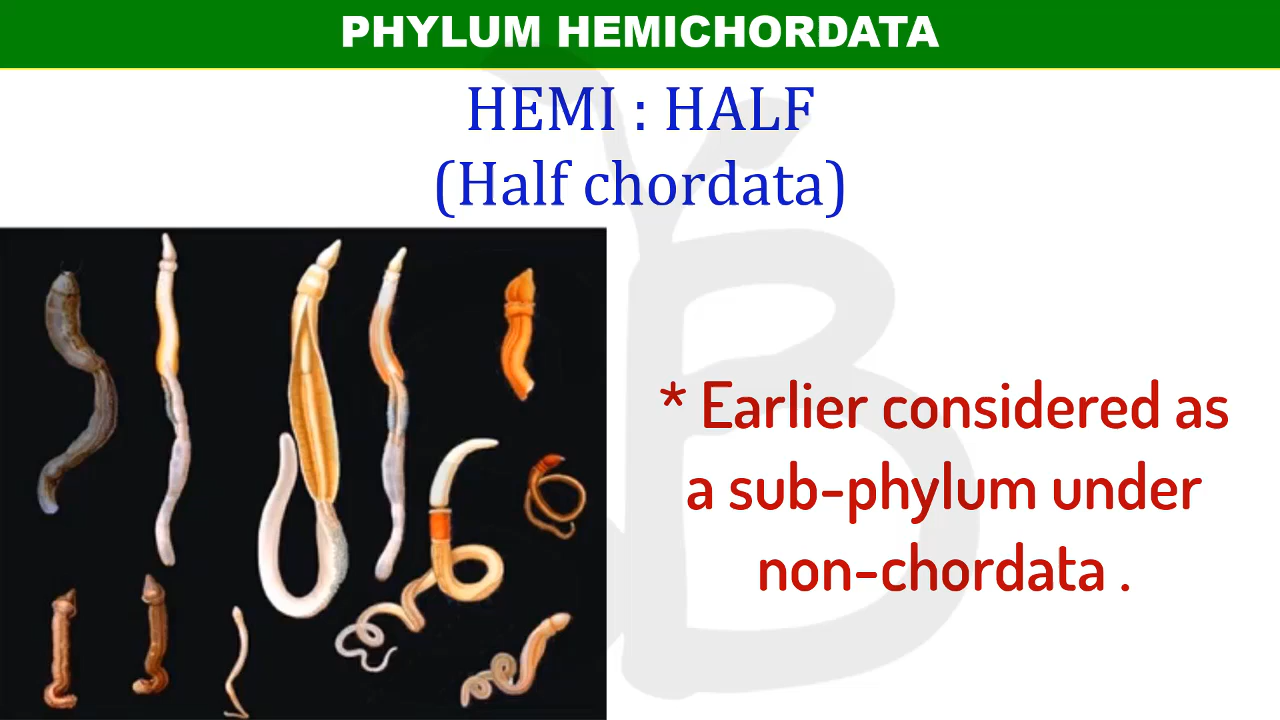 PHYLUM HEMICHORDATA
HEMI : HALF
(Half chordata)
* Earlier considered as
a sub-phylum under
non-chordata .